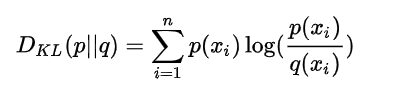 D_{KL}(p||q) = \sum_{i=1}^{n} p(x_i) \log(\frac{p(x_i)}{q(x_i)})